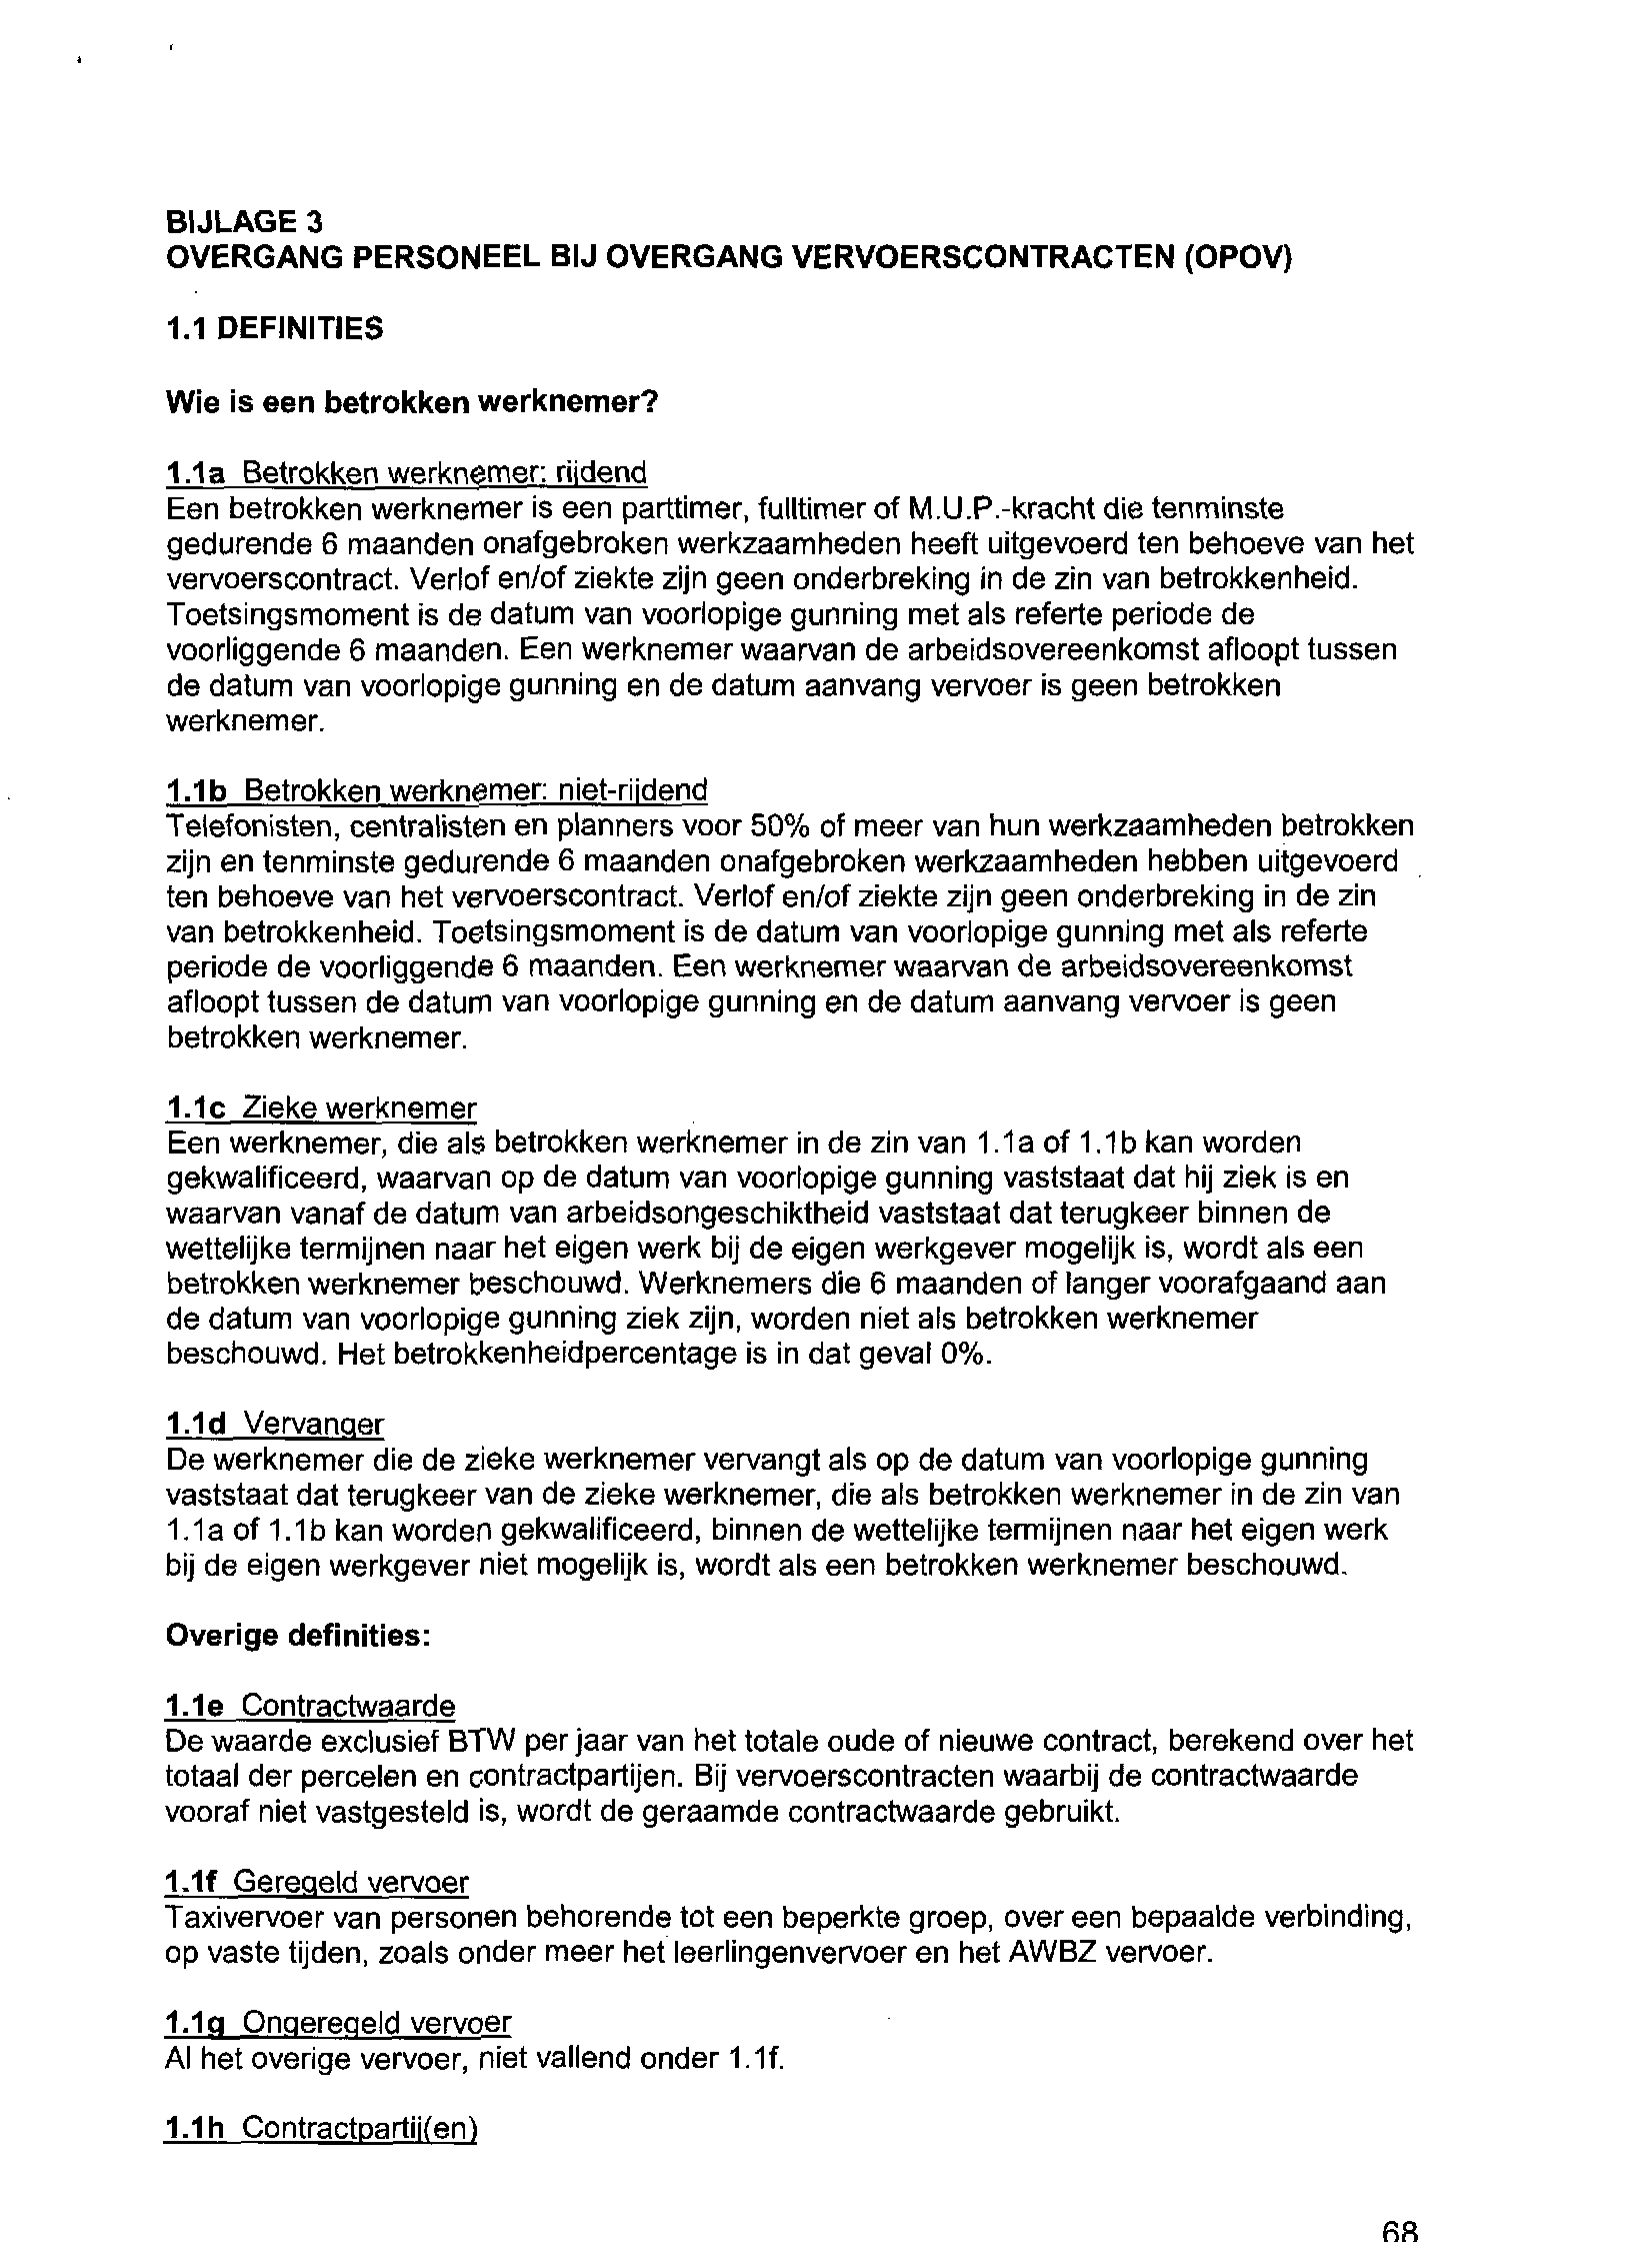 BIJLAGE 3
OVERGANG PERSONEEL BIJ OVERGANG VERVOERSCONTRACTEN (OPOV)
1.1 DEFINITIES
Wie is een betrokken werknemer?
1.1a Betrokken werknemer: rijdend
Een betrokken werknemer is een parttimer, fulltimer of M.U.P.-kracht die tenminste
gedurende 6 maanden onafgebroken werkzaamheden heeft uitgevoerd ten behoeve van het
vervoerscontract. Verlof en/of ziekte zijn geen onderbreking in de zin van betrokkenheid.
Toetsingsmoment is de datum van voorlopige gunning met als referte periode de
voorliggende 6 maanden. Een werknemer waarvan de arbeidsovereenkomst afloopt tussen
de datum van voorlopige gunning en de datum aanvang vervoer is geen betrokken
werknemer.
1.1b Betrokken werknemer: niet-rijdend
Telefonisten, centralisten en planners voor 50% of meer van hun werkzaamheden betrokken
zijn en tenminste gedurende 6 maanden onafgebroken werkzaamheden hebben uitgevoerd
ten behoeve van het vervoerscontract. Verlof en/of ziekte zijn geen onderbreking in de zin
van betrokkenheid. Toetsingsmoment is de datum van voorlopige gunning met als referte
periode de voorliggende 6 maanden. Een werknemer waarvan de arbeidsovereenkomst
afloopt tussen de datum van voorlopige gunning en de datum aanvang vervoer is geen
betrokken werknemer.
1.1c Zieke werknemer
Een werknemer, die als betrokken werknemer in de zin van 1.1a of 1.1b kan worden
gekwalificeerd, waarvan op de datum van voorlopige gunning vaststaat dat hij ziek is en
waarvan vanaf de datum van arbeidsongeschiktheid vaststaat dat terugkeer binnen de
wettelijke termijnen naar het eigen werk bij de eigen werkgever mogelijk is, wordt als een
betrokken werknemer beschouwd. Werknemers die 6 maanden of langer voorafgaand aan
de datum van voorlopige gunning ziek zijn, worden niet als betrokken werknemer
beschouwd. Het betrokkenheidpercentage is in dat geval 0%.
1.1d Vervanger
De werknemer die de zieke werknemer vervangt als op de datum van voorlopige gunning
vaststaat dat terugkeer van de zieke werknemer, die als betrokken werknemer in de zin van
1.1a of 1.1b kan worden gekwalificeerd, binnen de wettelijke termijnen naar het eigen werk
bij de eigen werkgever niet mogelijk is, wordt als een betrokken werknemer beschouwd.
Overige definities:
1.1e Contractwaarde
De waarde exclusief BTW per jaar van het totale oude of nieuwe contract, berekend over het
totaal der percelen en contractpartijen. Bij vervoerscontracten waarbij de contractwaarde
vooraf niet vastgesteld is, wordt de geraamde contractwaarde gebruikt.
1.1f Geregeld vervoer
Taxivervoer van personen behorende tot een beperkte groep, over een bepaalde verbinding,
op vaste tijden, zoals onder meer het leerlingenvervoer en het AWBZ vervoer.
1.1g Ongeregeld vervoer
Al het overige vervoer, niet vallend onder 1.1f.
1.1h Contractpartij(en)
68